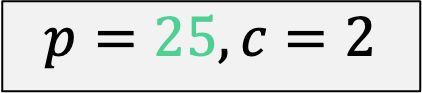 p = 25, c = 2